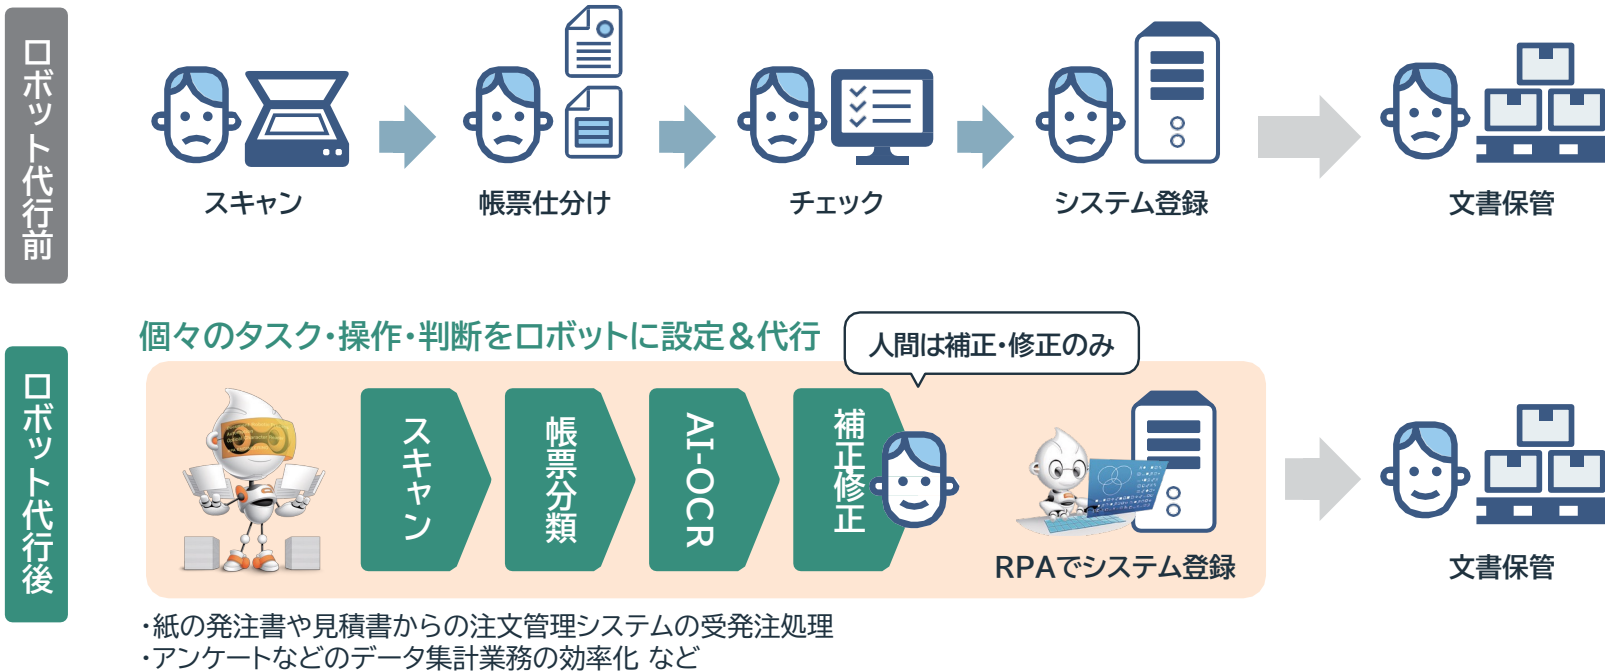 ロボット代行前
スキャン
帳票仕分け
チェック
システム登録
文書保管
ロボット代行後
個々のタスク・操作・判断をロボットに設定&代行
人間は補正・修正のみ
スキャン
帳票分類
AI-OCR
補正修正
RPAでシステム登録
文書保管
・紙の発注書や見積書からの注文管理システムの受発注処理
・アンケートなどのデータ集計業務の効率化 など